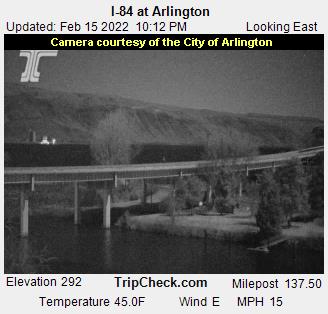 I-84 at Arlington
Updated: Feb 15 2022 10:12 PM Looking East
Camera courtesy of the City of Arlington
Elevation 292 TripCheck.com Milepost 137.50
Temperature 45.0F Wind E MPH 15